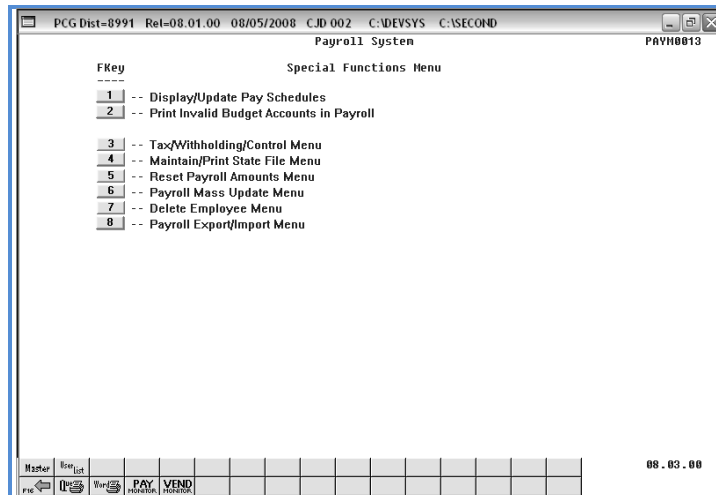 PCG Dist=8991 Rel=08.01.00 08/05/2008 CJD 002 C:\DEVSYS C:\SECOND
Payroll System PAYM0013
FKey Special Functions Menu
----
1 -- Display/Update Pay Schedules
2 -- Print Invalid Budget Accounts in Payroll
3 -- Tax/Withholding/Control Menu
4 -- Maintain/Print State File Menu
5 -- Reset Payroll Amounts Menu
6 -- Payroll Mass Update Menu
7 -- Delete Employee Menu
8 -- Payroll Export/Import Menu
Master User List 08.03.00
F16 Que Word PAY MONITOR VEND MONITOR